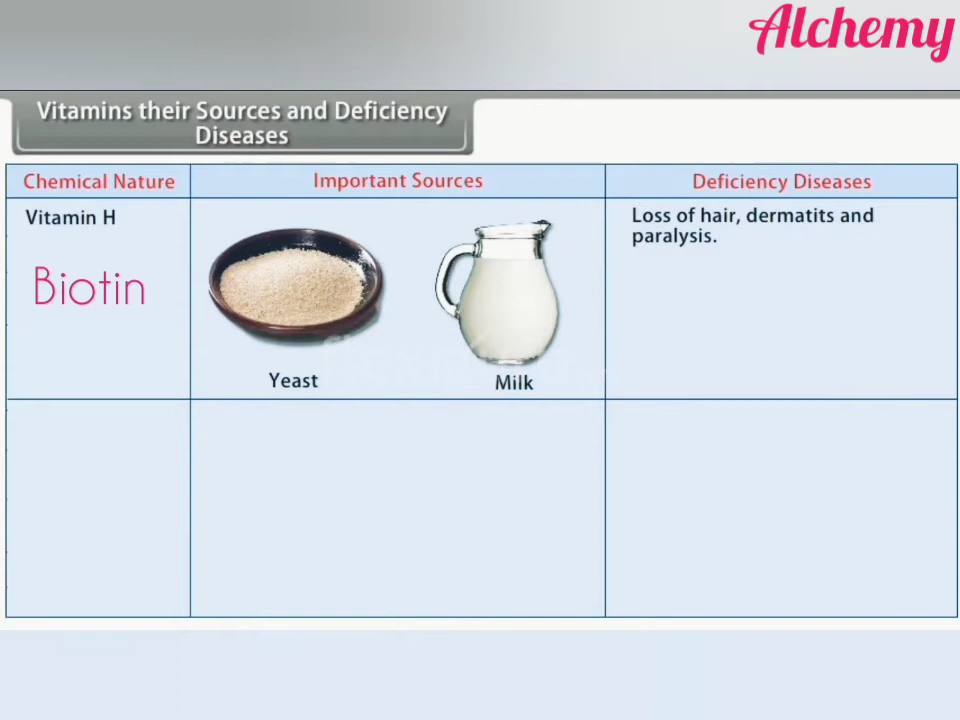 Alchemy
Vitamins their Sources and Deficiency
Diseases
Chemical Nature
Important Sources
Deficiency Diseases
Vitamin H
Biotin
Yeast
Milk
Loss of hair, dermatits and
paralysis.